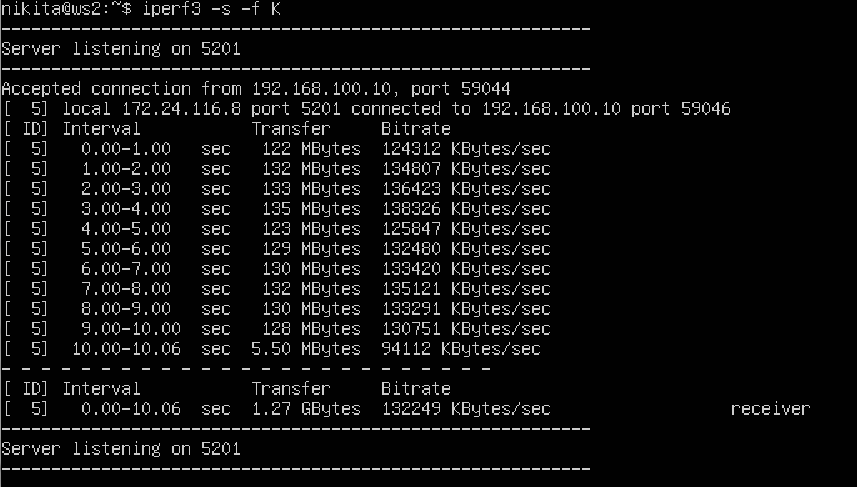 nikita@ws2:~$ iperf3 -s -f K
-----------------------------------------------------------
Server listening on 5201
-----------------------------------------------------------
Accepted connection from 192.168.100.10, port 59044
[  5] local 172.24.116.8 port 5201 connected to 192.168.100.10 port 59046
[ ID] Interval           Transfer     Bitrate
[  5]   0.00-1.00   sec   122 MBytes  124312 KBytes/sec
[  5]   1.00-2.00   sec   132 MBytes  134807 KBytes/sec
[  5]   2.00-3.00   sec   133 MBytes  136423 KBytes/sec
[  5]   3.00-4.00   sec   135 MBytes  138326 KBytes/sec
[  5]   4.00-5.00   sec   123 MBytes  125847 KBytes/sec
[  5]   5.00-6.00   sec   129 MBytes  132480 KBytes/sec
[  5]   6.00-7.00   sec   130 MBytes  133420 KBytes/sec
[  5]   7.00-8.00   sec   132 MBytes  135121 KBytes/sec
[  5]   8.00-9.00   sec   130 MBytes  133291 KBytes/sec
[  5]   9.00-10.00  sec   128 MBytes  130751 KBytes/sec
[  5]  10.00-10.06  sec  5.50 MBytes  94112 KBytes/sec
- - - - - - - - - - - - - - - - - - - - - - - - -
[ ID] Interval           Transfer     Bitrate
[  5]   0.00-10.06  sec  1.27 GBytes  132249 KBytes/sec                  receiver
-----------------------------------------------------------
Server listening on 5201
-----------------------------------------------------------